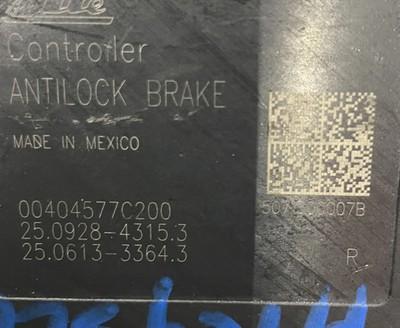 Controller
ANTILOCK BRAKE
MADE IN MEXICO
00404577C200
25.0928-4315.3
25.0613-3364.3
R